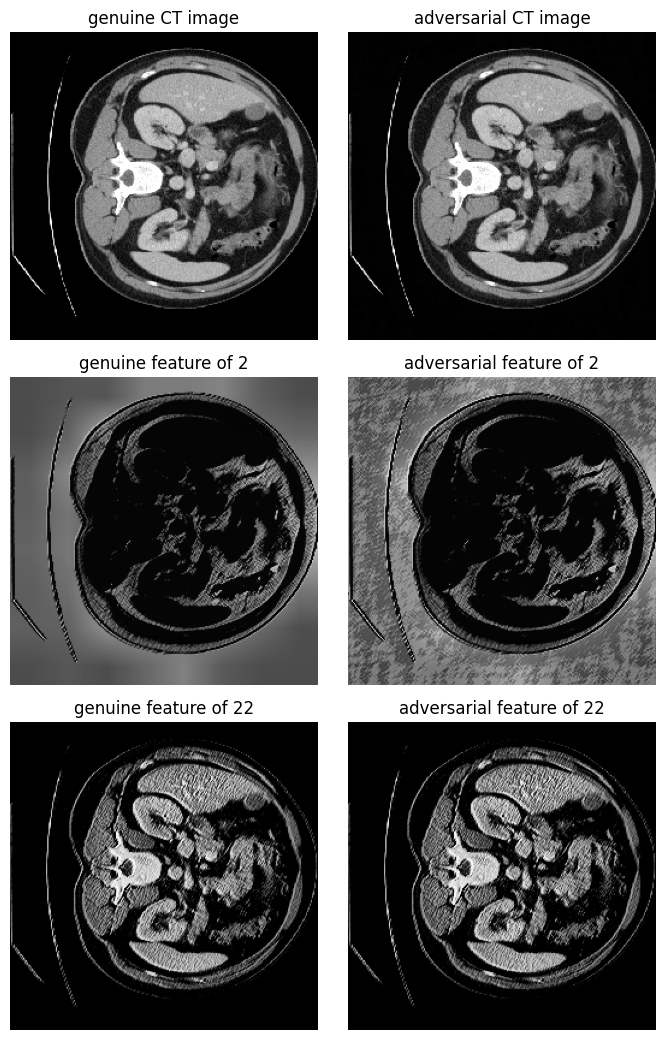 genuine CT image
adversarial CT image
genuine feature of 2
adversarial feature of 2
genuine feature of 22
adversarial feature of 22